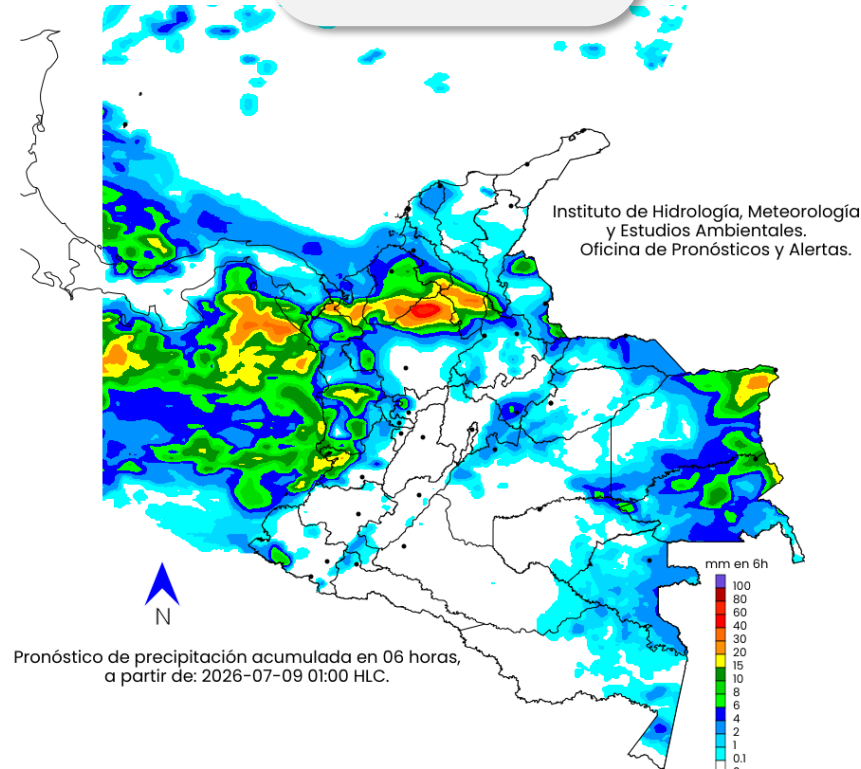 Instituto de Hidrología, Meteorología
y Estudios Ambientales.
Oficina de Pronósticos y Alertas.
N
Pronóstico de precipitación acumulada en 06 horas,
a partir de: 2026-07-09 01:00 HLC.
mm en 6h
100
80
60
40
30
20
15
10
8
6
4
2
1
0.1
0